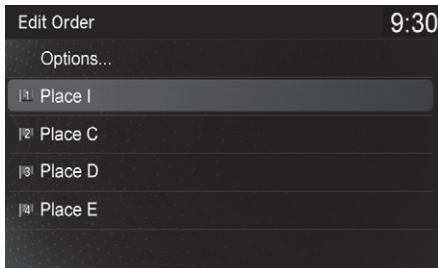 Edit Order 9:30
Options...
1 Place I
2 Place C
3 Place D
4 Place E